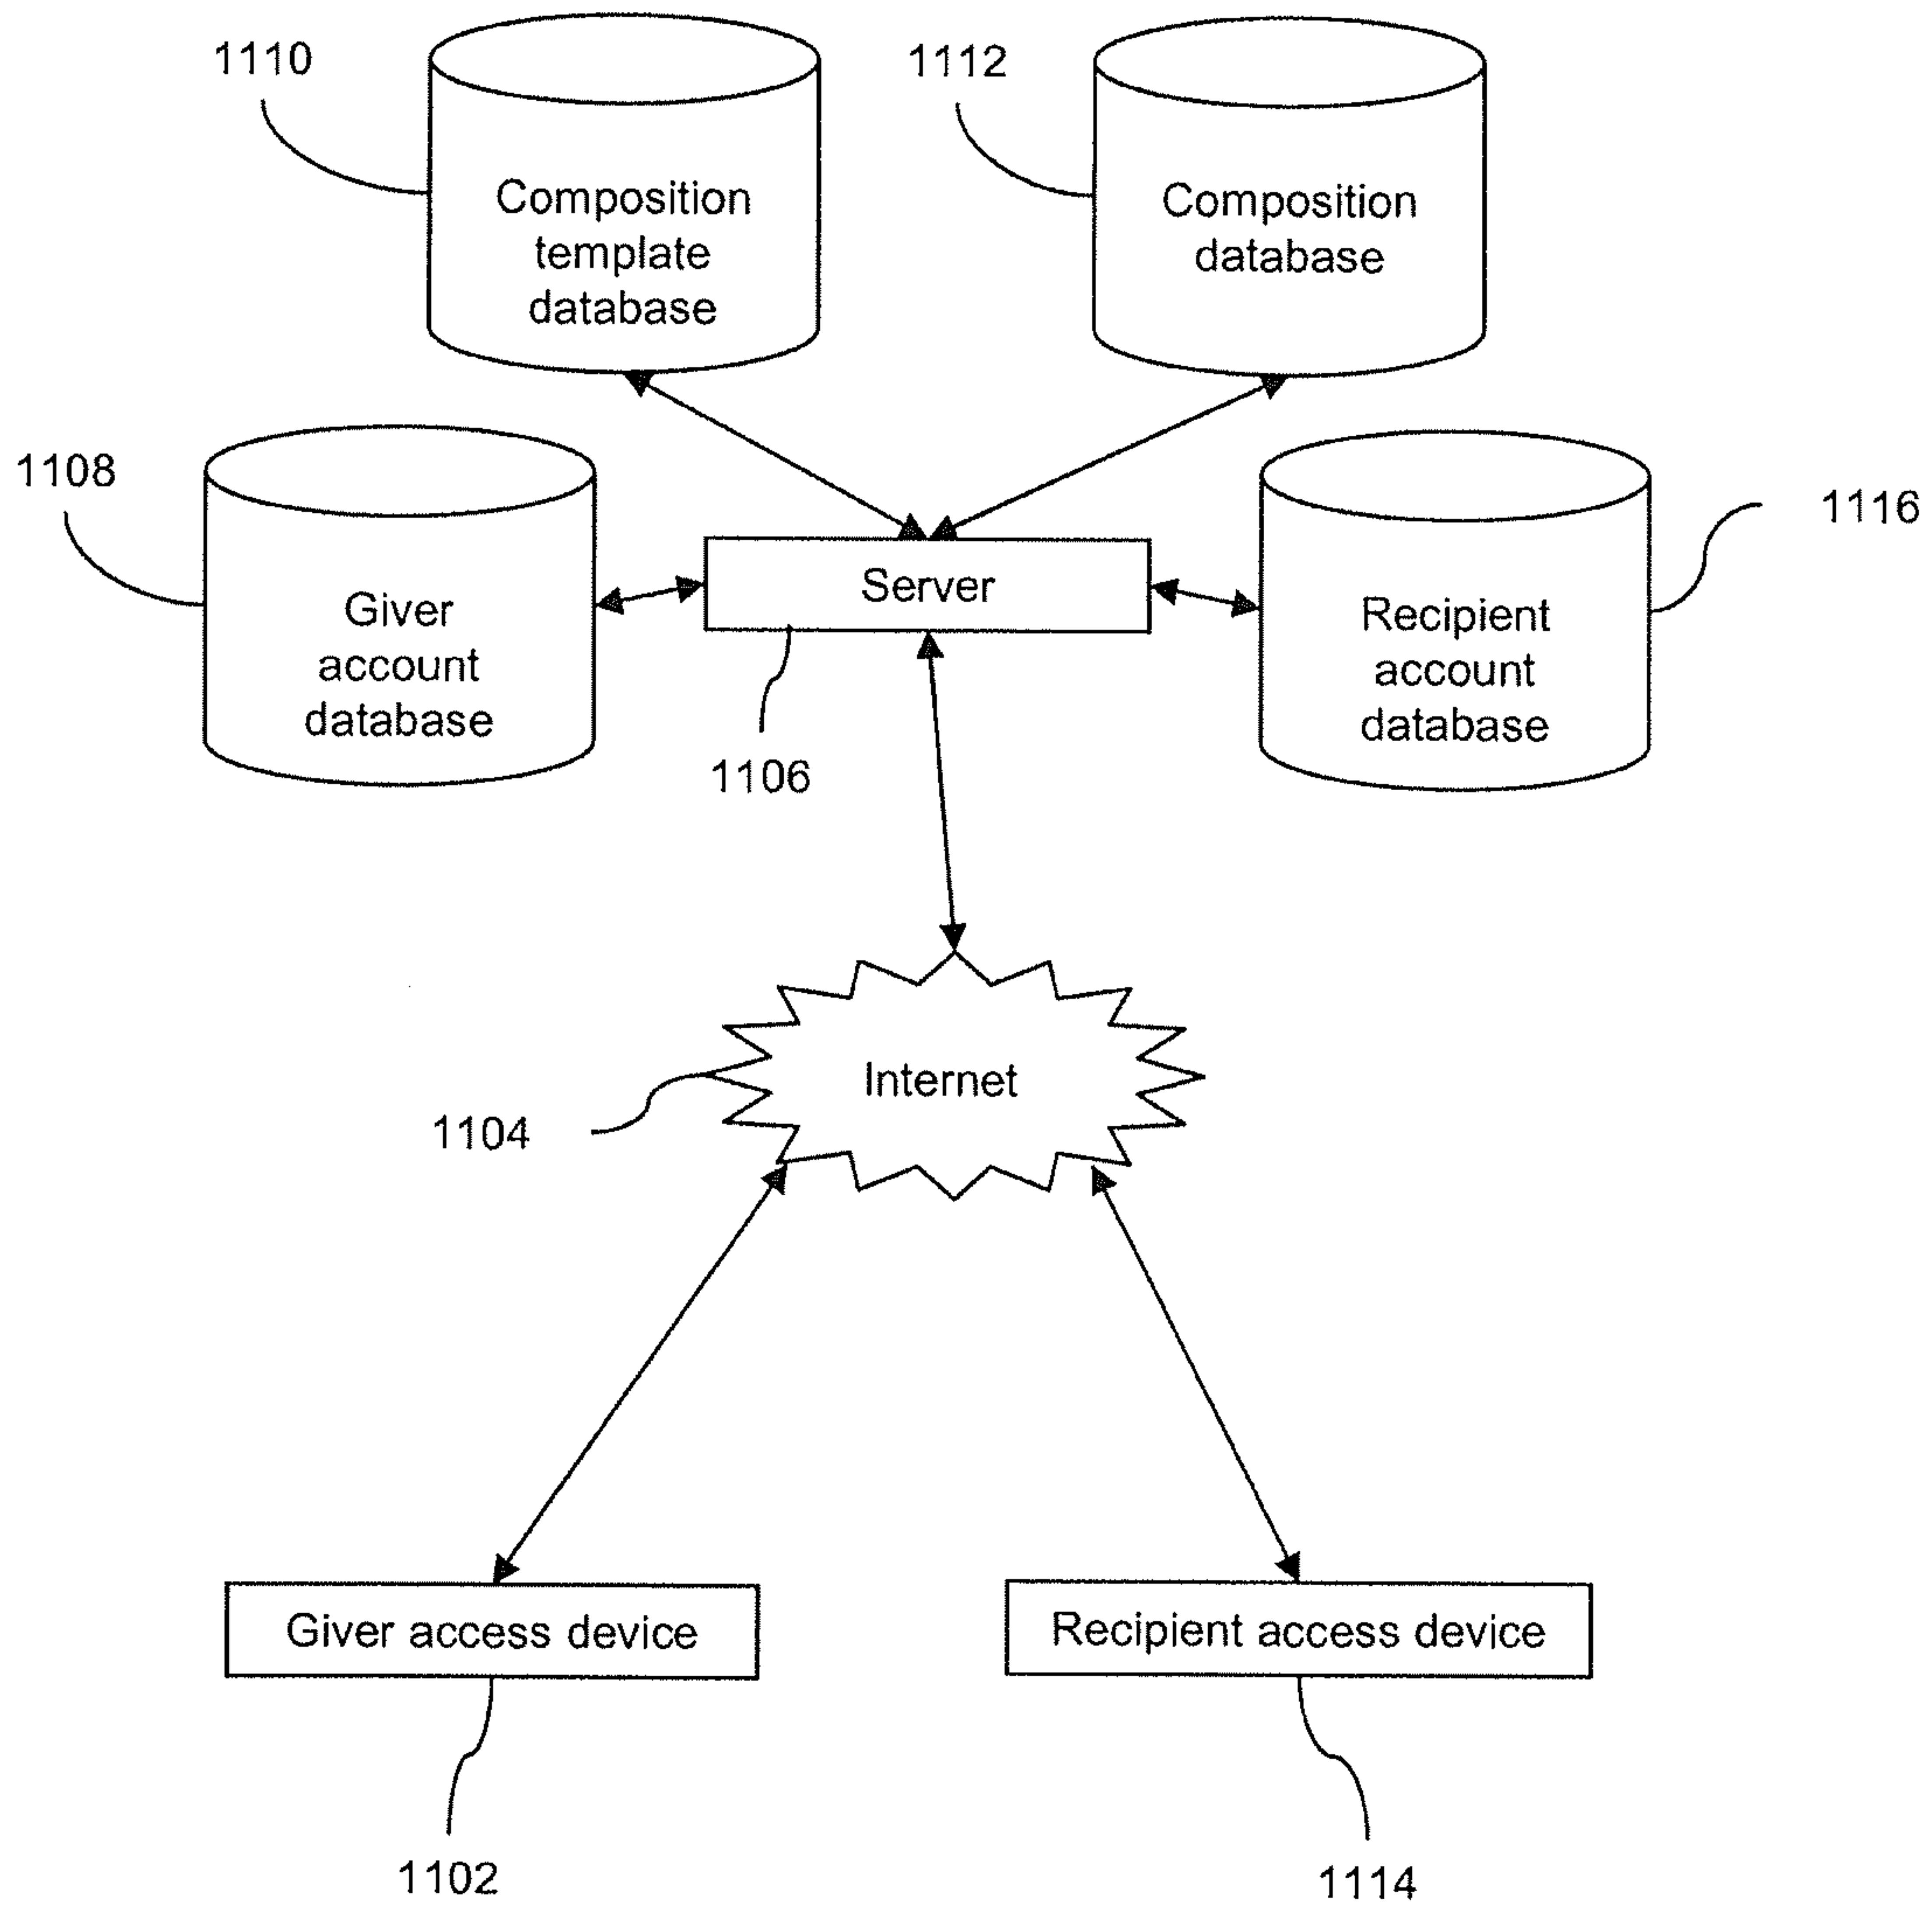 1110
Composition
template
database
1112
Composition
database
1108
Giver
account
database
Server
1106
Recipient
account
database
1116
Internet
1104
Giver access device
1102
Recipient access device
1114